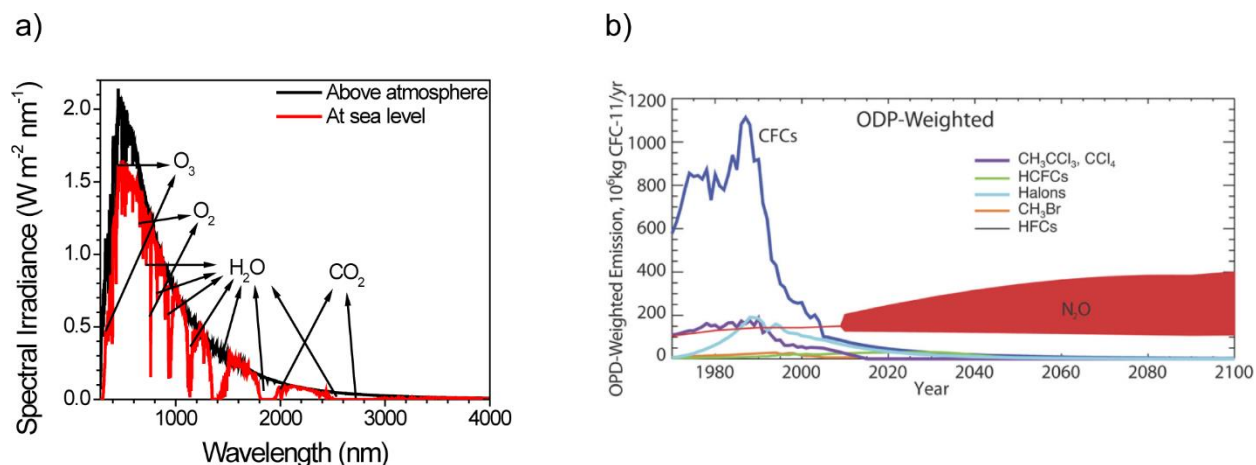 a)
Above atmosphere
At sea level
O₃
O₂
H₂O
CO₂
2.0
1.5
1.0
0.5
0.0
1000
2000
3000
4000
Spectral Irradiance (W m⁻² nm⁻¹)
Wavelength (nm)
b)
ODP-Weighted
CFCs
CH₃CCl₃, CCl₄
HCFCs
Halons
CH₃Br
HFCs
N₂O
1200
1000
800
600
400
200
0
1980
2000
2020
2040
2060
2080
2100
OPD-Weighted Emission, 10⁶kg CFC-11/yr
Year